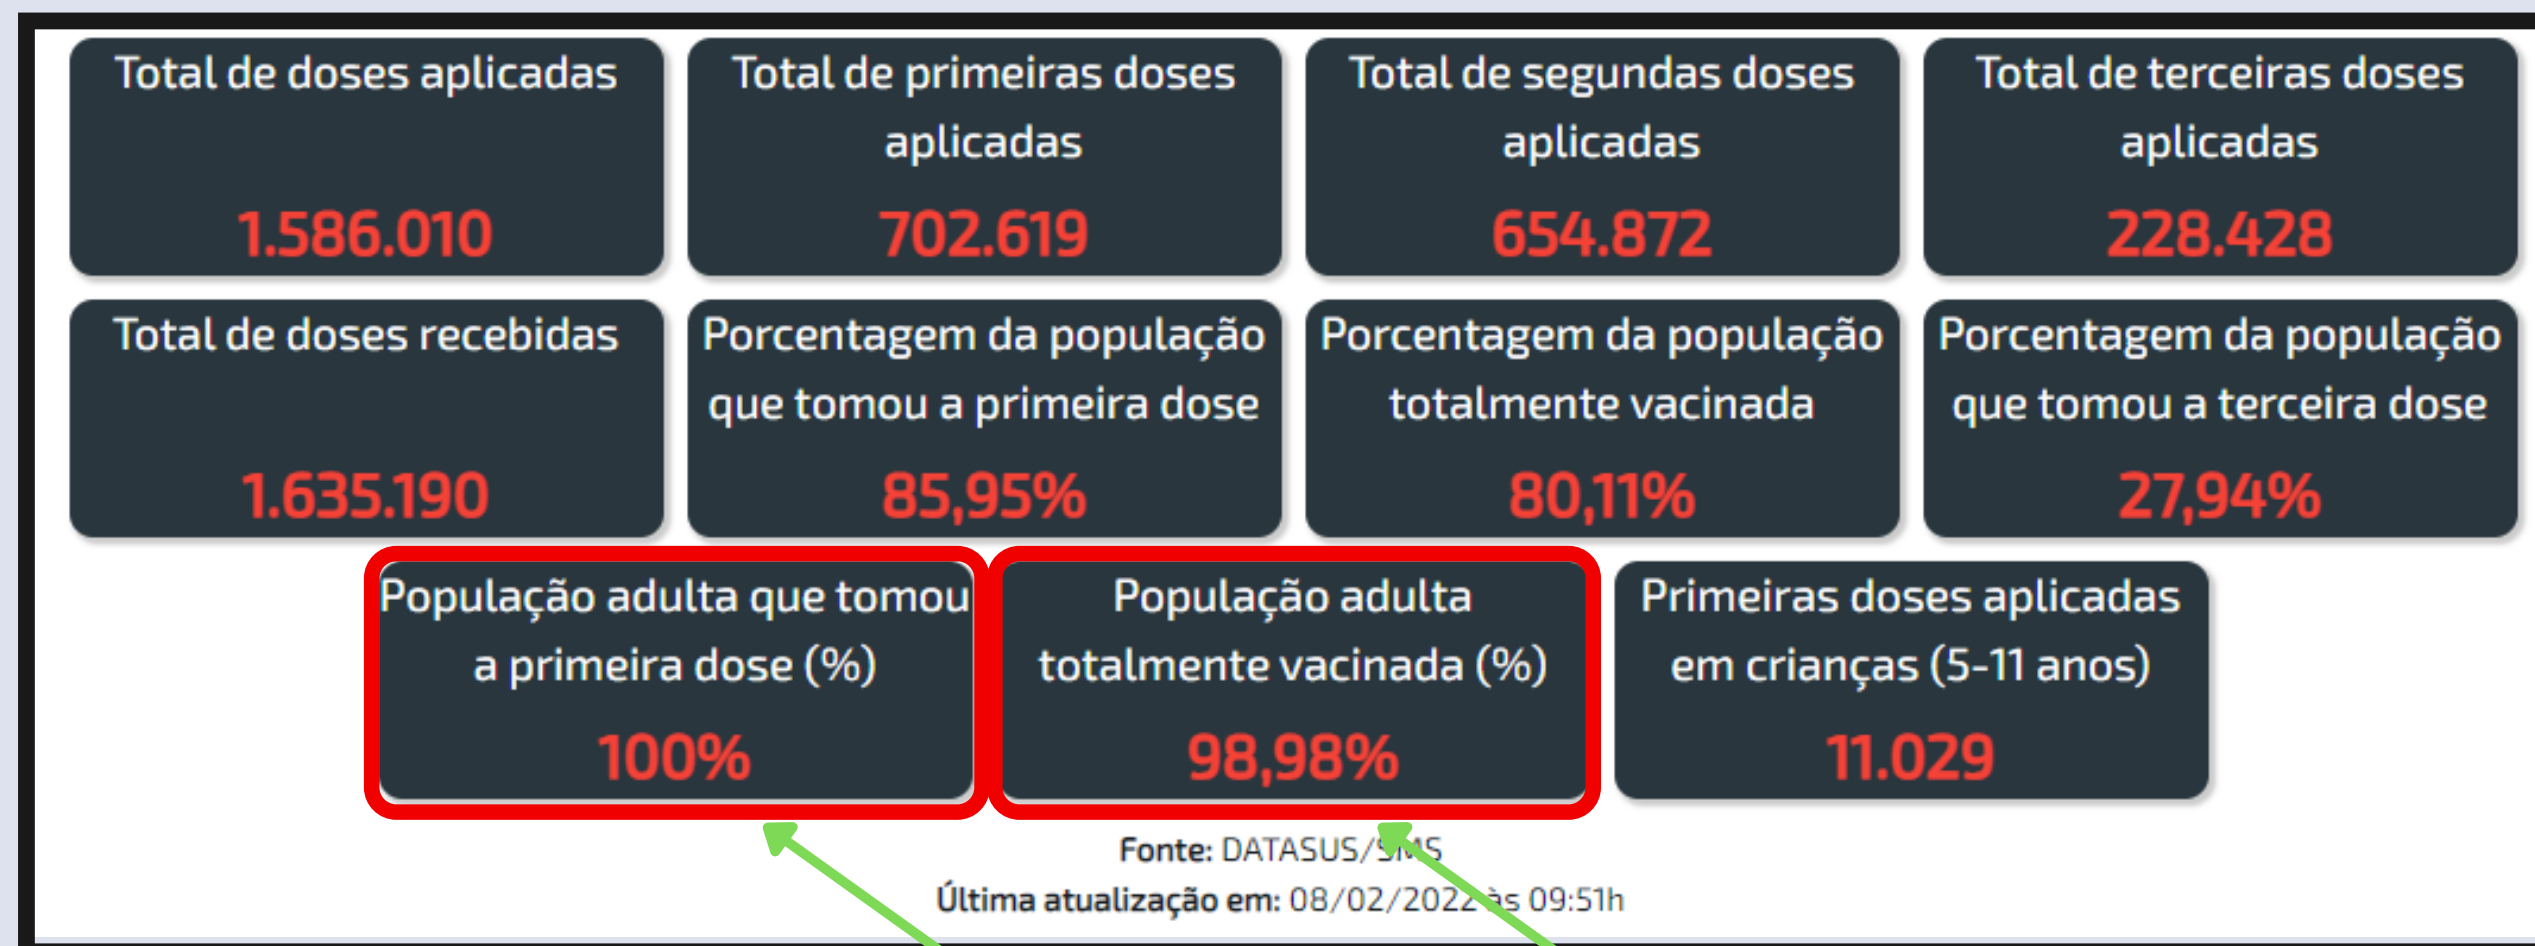 Total de doses aplicadas
1.586.010
Total de primeiras doses
aplicadas
702.619
Total de segundas doses
aplicadas
654.872
Total de terceiras doses
aplicadas
228.428
Total de doses recebidas
1.635.190
Porcentagem da população
que tomou a primeira dose
85,95%
Porcentagem da população
totalmente vacinada
80,11%
Porcentagem da população
que tomou a terceira dose
27,94%
População adulta que tomou
a primeira dose (%)
100%
População adulta
totalmente vacinada (%)
98,98%
Primeiras doses aplicadas
em crianças (5-11 anos)
11.029
Fonte: DATASUS/SMS
Última atualização em: 08/02/2022 às 09:51h